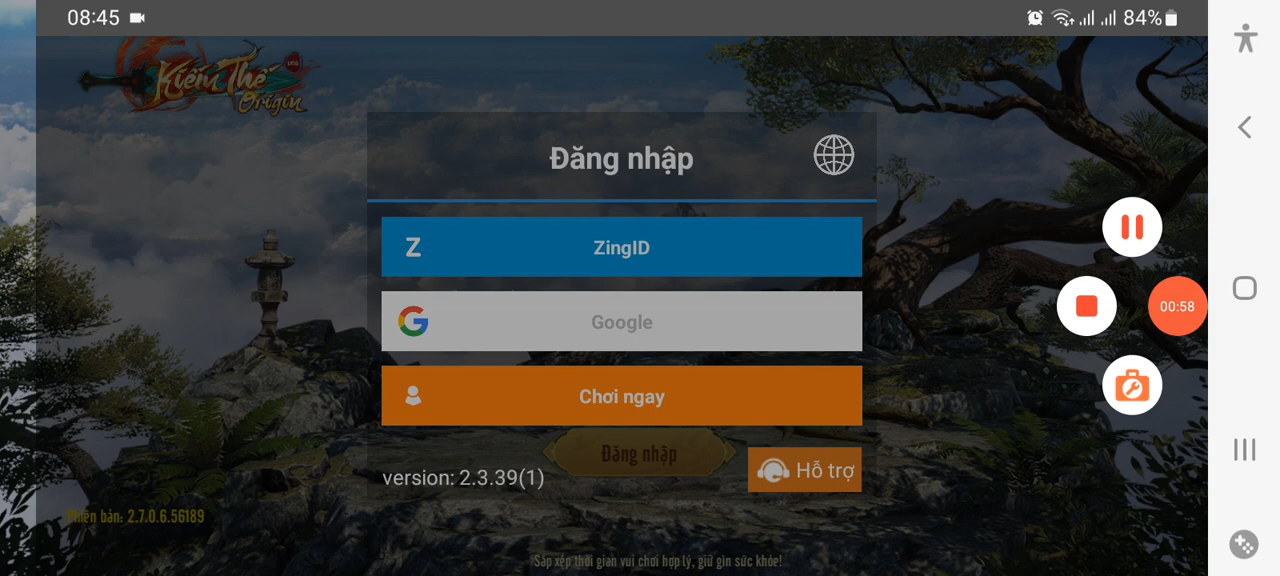 08:45
84%
Kiếm Thế
Origin
Đăng nhập
Z ZingID
Google
00:58
Chơi ngay
Đăng nhập
version: 2.3.39(1)
Hỗ trợ
Phiên bản: 2.7.0.6.56189
Sắp xếp thời gian vui chơi hợp lý, giữ gìn sức khỏe!